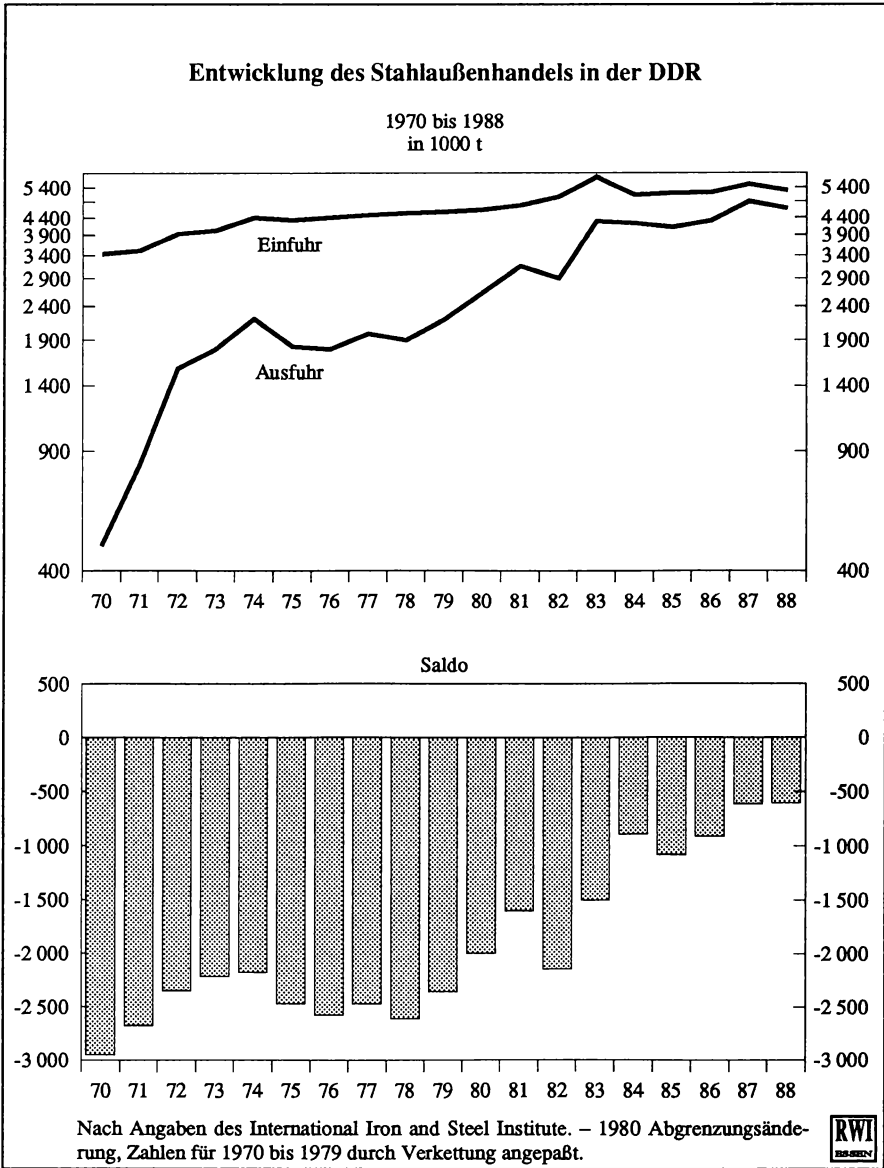 Entwicklung des Stahlaußenhandels in der DDR
1970 bis 1988
in 1000 t
5 400 5 400
4 400 4 400
3 900 3 900
3 400 3 400
Einfuhr
2 900 2 900
2 400 2 400
1 900 1 900
Ausfuhr
1 400 1 400
900 900
400 400
70 71 72 73 74 75 76 77 78 79 80 81 82 83 84 85 86 87 88
Saldo
500 500
0 0
-500 -500
-1 000 -1 000
-1 500 -1 500
-2 000 -2 000
-2 500 -2 500
-3 000 -3 000
70 71 72 73 74 75 76 77 78 79 80 81 82 83 84 85 86 87 88
Nach Angaben des International Iron and Steel Institute. – 1980 Abgrenzungsände-
rung, Zahlen für 1970 bis 1979 durch Verkettung angepaßt.
RWI
ESSEN